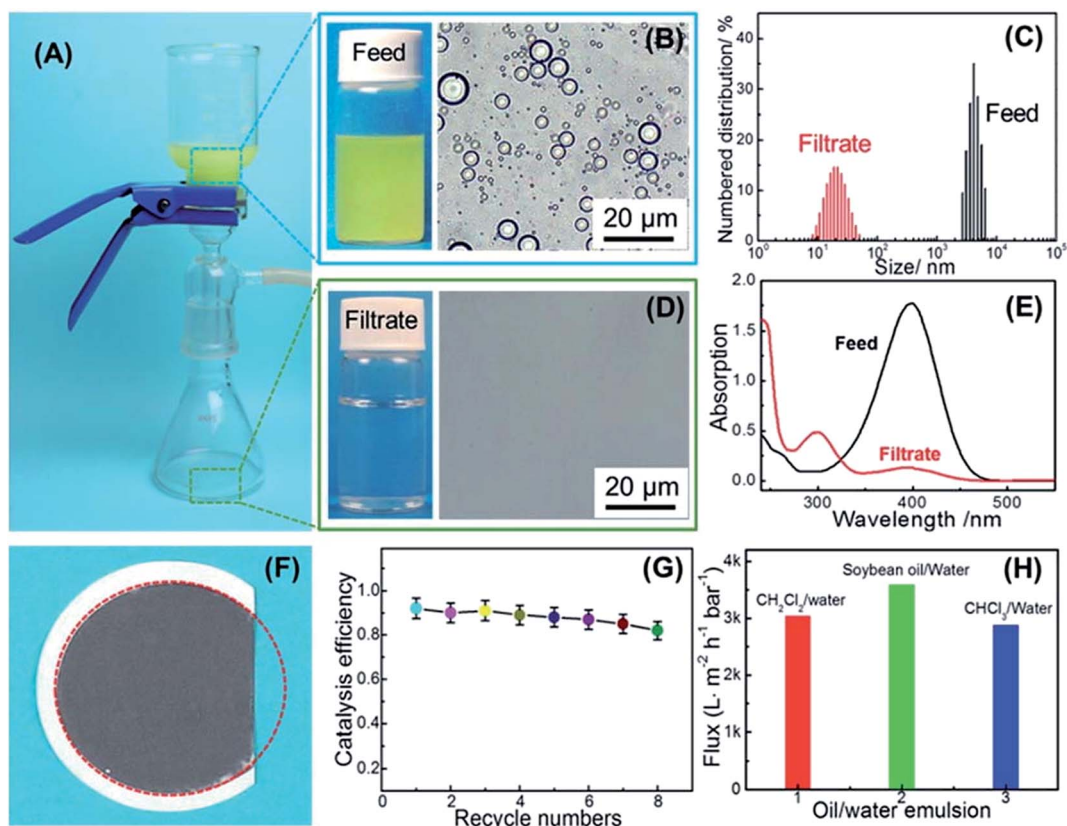 (A)
Feed
(B)
20 µm
(C)
Numbered distribution/ %
40
30
20
10
0
Filtrate
Feed
10⁰ 10¹ 10² 10³ 10⁴ 10⁵
Size/ nm
Filtrate
(D)
20 µm
(E)
Absorption
2.0
1.5
1.0
0.5
0.0
Feed
Filtrate
300 400 500
Wavelength /nm
(F)
(G)
Catalysis efficiency
1.0
0.8
0.6
0.4
0.2
0 2 4 6 8
Recycle numbers
(H)
Flux (L· m⁻² h⁻¹ bar⁻¹)
4k
3k
2k
1k
0
CH₂Cl₂/water
Soybean oil/Water
CHCl₃/Water
1 2 3
Oil/water emulsion